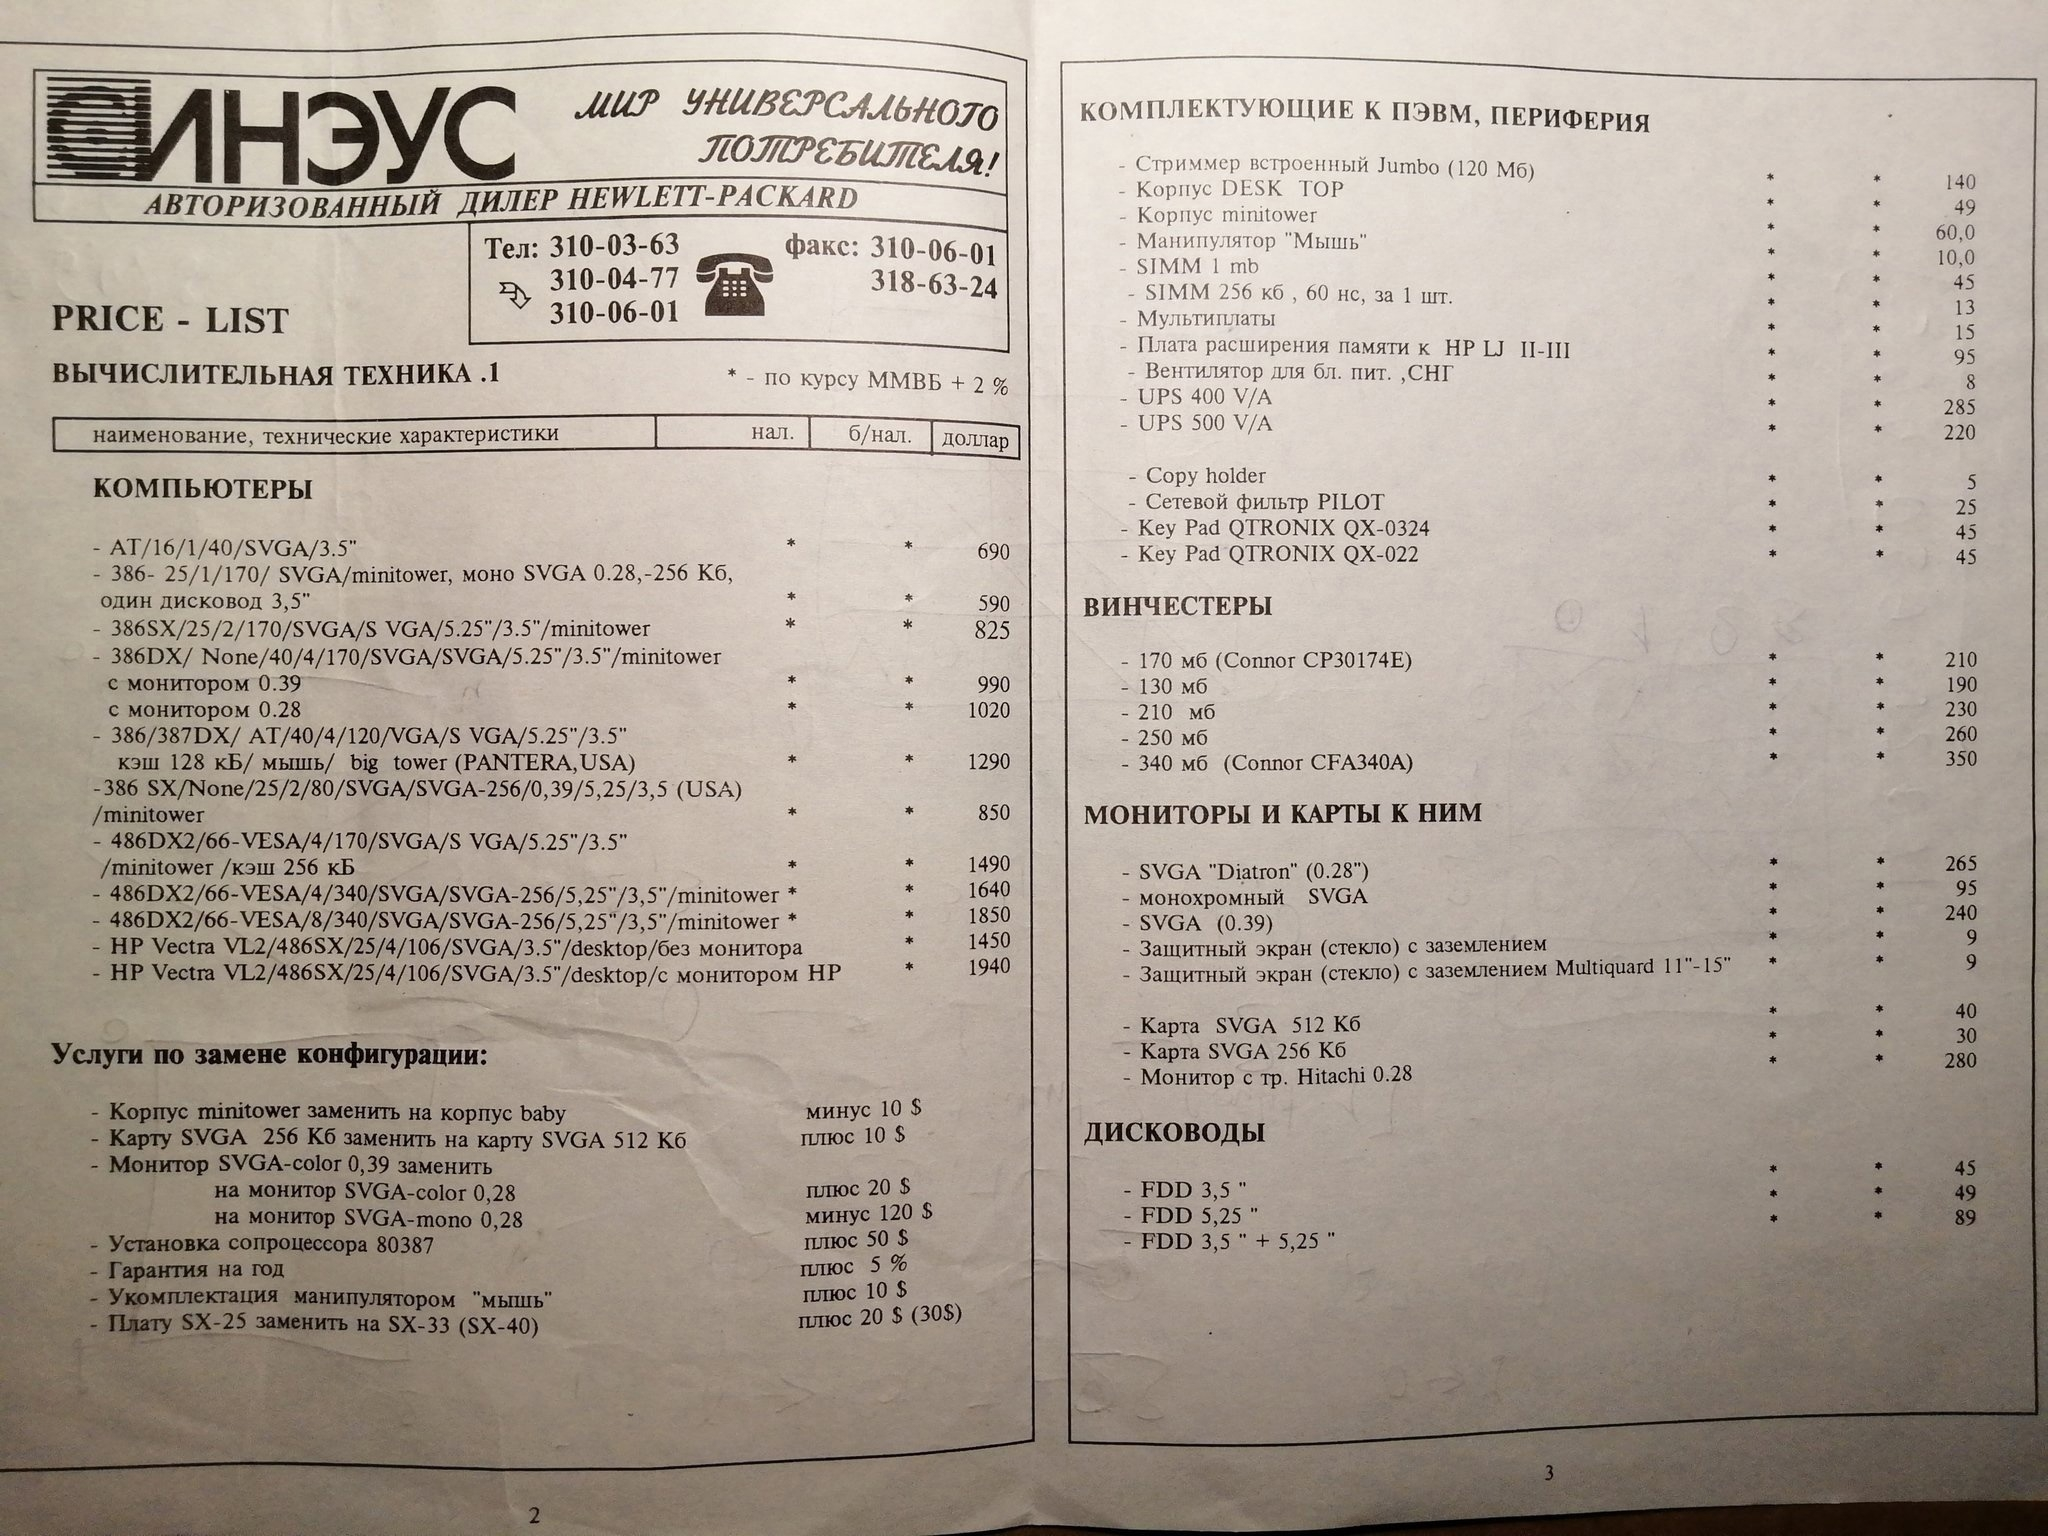 ИНЭУС
МИР УНИВЕРСАЛЬНОГО
ПОТРЕБИТЕЛЯ!
АВТОРИЗОВАННЫЙ ДИЛЕР HEWLETT-PACKARD
Тел: 310-03-63 факс: 310-06-01
310-04-77 318-63-24
310-06-01
PRICE - LIST
ВЫЧИСЛИТЕЛЬНАЯ ТЕХНИКА .1 * - по курсу ММВБ + 2 %
наименование, технические характеристики нал. б/нал. доллар
КОМПЬЮТЕРЫ
- AT/16/1/40/SVGA/3.5" * * 690
- 386- 25/1/170/ SVGA/minitower, моно SVGA 0.28,-256 Кб,
один дисковод 3,5" * * 590
- 386SX/25/2/170/SVGA/S VGA/5.25"/3.5"/minitower * * 825
- 386DX/ None/40/4/170/SVGA/SVGA/5.25"/3.5"/minitower
с монитором 0.39 * * 990
с монитором 0.28 * * 1020
- 386/387DX/ AT/40/4/120/VGA/S VGA/5.25"/3.5"
кэш 128 кБ/ мышь/ big tower (PANTERA,USA) * * 1290
-386 SX/None/25/2/80/SVGA/SVGA-256/0,39/5,25/3,5 (USA)
/minitower * * 850
- 486DX2/66-VESA/4/170/SVGA/S VGA/5.25"/3.5"
/minitower /кэш 256 кБ * * 1490
- 486DX2/66-VESA/4/340/SVGA/SVGA-256/5,25"/3,5"/minitower * * 1640
- 486DX2/66-VESA/8/340/SVGA/SVGA-256/5,25"/3,5"/minitower * * 1850
- HP Vectra VL2/486SX/25/4/106/SVGA/3.5"/desktop/без монитора * 1450
- HP Vectra VL2/486SX/25/4/106/SVGA/3.5"/desktop/с монитором HP * 1940
Услуги по замене конфигурации:
- Корпус minitower заменить на корпус baby минус 10 $
- Карту SVGA 256 Кб заменить на карту SVGA 512 Кб плюс 10 $
- Монитор SVGA-color 0,39 заменить
на монитор SVGA-color 0,28 плюс 20 $
на монитор SVGA-mono 0,28 минус 120 $
- Установка сопроцессора 80387 плюс 50 $
- Гарантия на год плюс 5 %
- Укомплектация манипулятором "мышь" плюс 10 $
- Плату SX-25 заменить на SX-33 (SX-40) плюс 20 $ (30$)
2
КОМПЛЕКТУЮЩИЕ К ПЭВМ, ПЕРИФЕРИЯ
- Стриммер встроенный Jumbo (120 Мб) * * 140
- Корпус DESK TOP * * 49
- Корпус minitower * * 60,0
- Манипулятор "Мышь" * * 10,0
- SIMM 1 mb * * 45
- SIMM 256 кб , 60 нс, за 1 шт. * * 13
- Мультиплаты * * 15
- Плата расширения памяти к HP LJ II-III * * 95
- Вентилятор для бл. пит. ,СНГ * * 8
- UPS 400 V/A * * 285
- UPS 500 V/A * * 220
- Copy holder * * 5
- Сетевой фильтр PILOT * * 25
- Key Pad QTRONIX QX-0324 * * 45
- Key Pad QTRONIX QX-022 * * 45
ВИНЧЕСТЕРЫ
- 170 мб (Connor CP30174E) * * 210
- 130 мб * * 190
- 210 мб * * 230
- 250 мб * * 260
- 340 мб (Connor CFA340A) * * 350
МОНИТОРЫ И КАРТЫ К НИМ
- SVGA "Diatron" (0.28") * * 265
- монохромный SVGA * * 95
- SVGA (0.39) * * 240
- Защитный экран (стекло) с заземлением * * 9
- Защитный экран (стекло) с заземлением Multiquard 11"-15" * * 9
- Карта SVGA 512 Кб * * 40
- Карта SVGA 256 Кб * * 30
- Монитор с тр. Hitachi 0.28 * * 280
ДИСКОВОДЫ
- FDD 3,5 " * * 45
- FDD 5,25 " * * 49
- FDD 3,5 " + 5,25 " * * 89
3